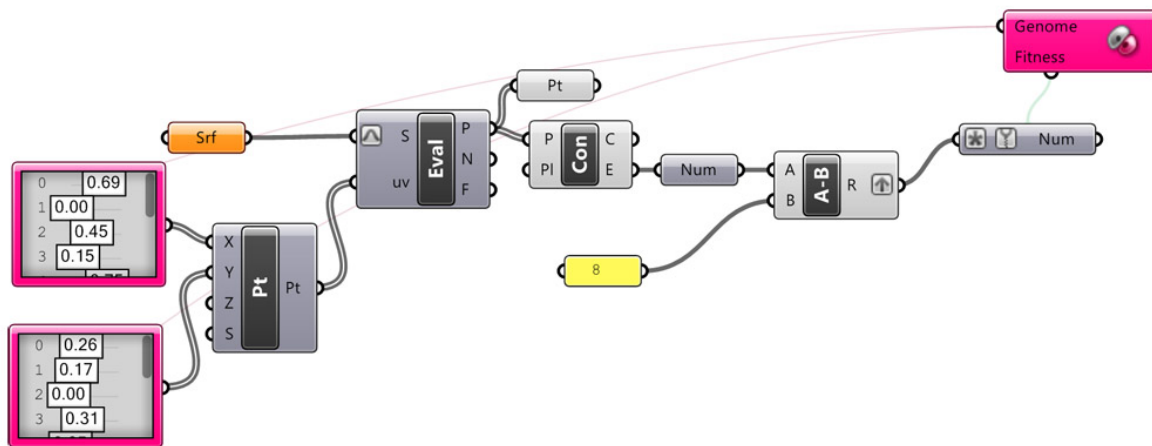 Genome
Fitness
Pt
Srf
S
uv
Eval
P
N
F
P
Pl
Con
C
E
Num
A
B
A-B
R
Num
0 0.69
1 0.00
2 0.45
3 0.15
X
Y
Z
S
Pt
Pt
8
0 0.26
1 0.17
2 0.00
3 0.31